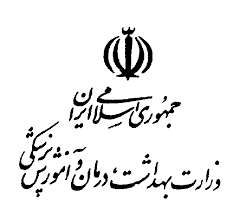 جمهوری اسلامی ایران
وزارت بهداشت، درمان و آموزش پزشکی